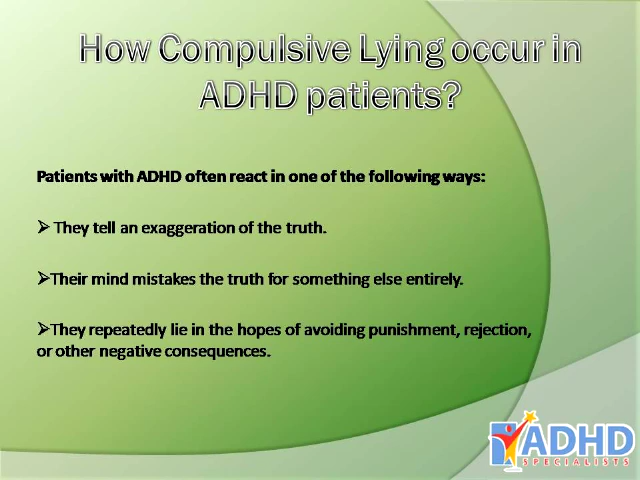 How Compulsive Lying occur in
ADHD patients?
Patients with ADHD often react in one of the following ways:
➢ They tell an exaggeration of the truth.
➢Their mind mistakes the truth for something else entirely.
➢They repeatedly lie in the hopes of avoiding punishment, rejection,
or other negative consequences.
ADHD
SPECIALISTS